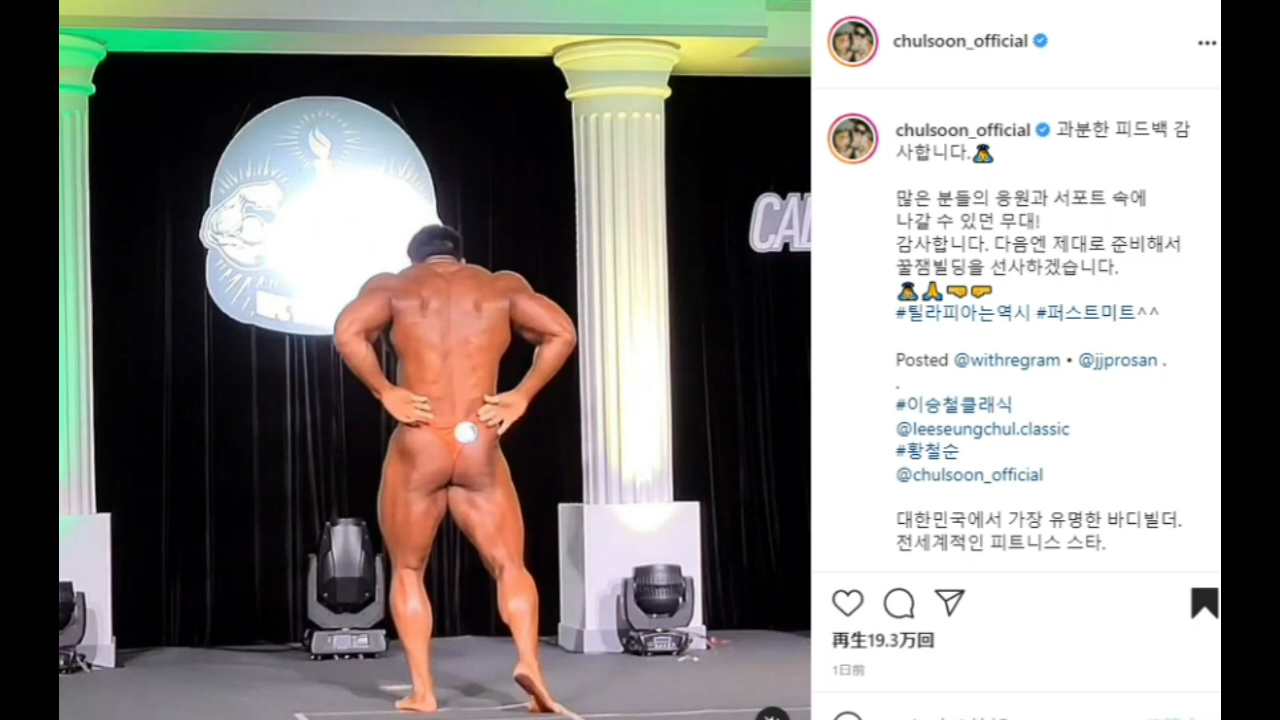 CAL
chulsoon_official
chulsoon_official 과분한 피드백 감
사합니다.🙇
많은 분들의 응원과 서포트 속에
나갈 수 있던 무대!
감사합니다. 다음엔 제대로 준비해서
꿀잼빌딩을 선사하겠습니다.
🙇🙏🤜🤛
#틸라피아는역시 #퍼스트미트^^
Posted @withregram • @jjprosan .
.
#이승철클래식
@leeseungchul.classic
#황철순
@chulsoon_official
대한민국에서 가장 유명한 바디빌더.
전세계적인 피트니스 스타.
再生19.3万回
1日前